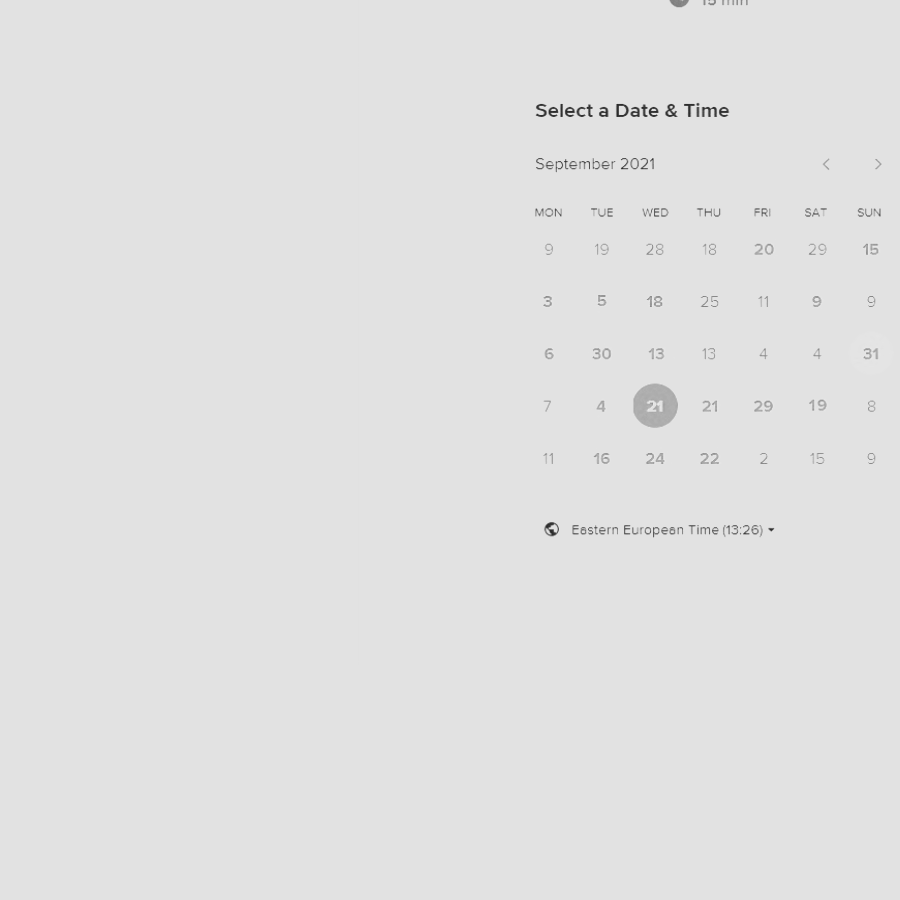 15 min
Select a Date & Time
September 2021
MON TUE WED THU FRI SAT SUN
9 19 28 18 20 29 15
3 5 18 25 11 9 9
6 30 13 13 4 4 31
7 4 21 21 29 19 8
11 16 24 22 2 15 9
Eastern European Time (13:26)